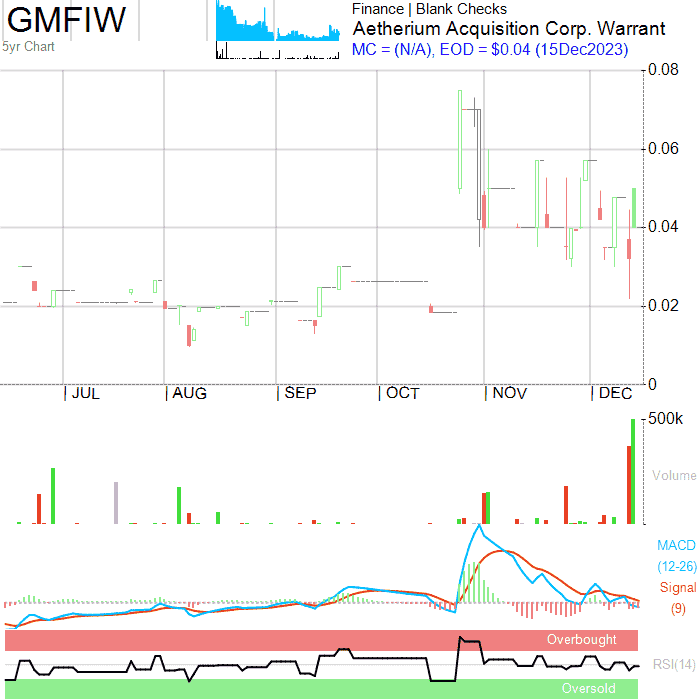 GMFIW
5yr Chart
Finance | Blank Checks
Aetherium Acquisition Corp. Warrant
MC = (N/A), EOD = $0.04 (15Dec2023)
0.08
0.06
0.04
0.02
0
JUL AUG SEP OCT NOV DEC
500k
Volume
MACD
(12-26)
Signal
(9)
Overbought
RSI(14)
Oversold